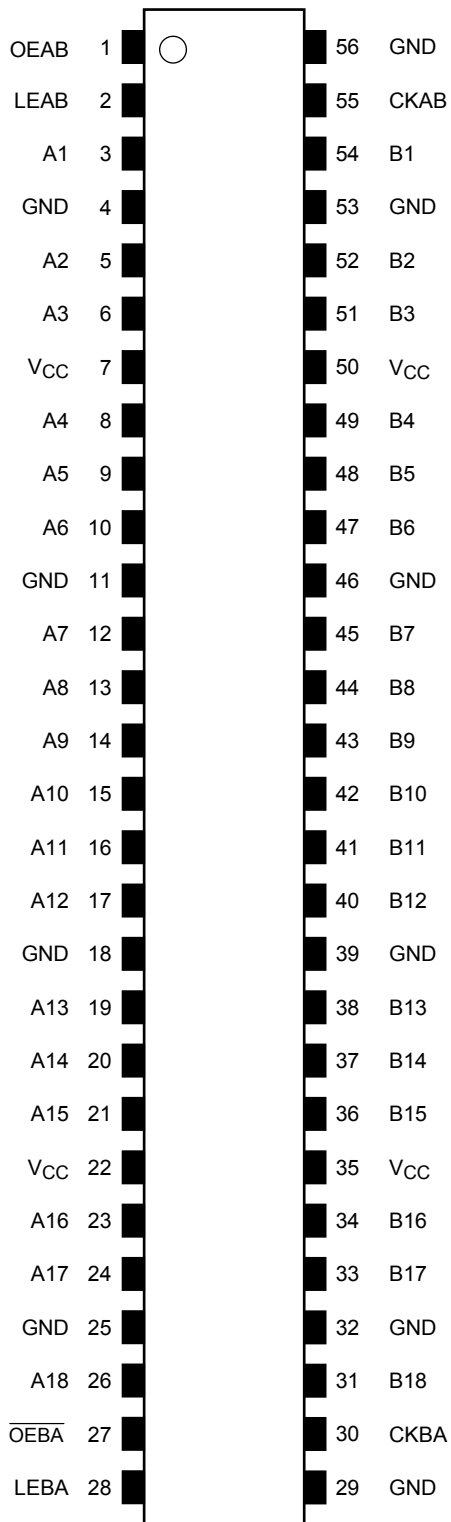 OEAB 1 56 GND
LEAB 2 55 CKAB
A1 3 54 B1
GND 4 53 GND
A2 5 52 B2
A3 6 51 B3
VCC 7 50 VCC
A4 8 49 B4
A5 9 48 B5
A6 10 47 B6
GND 11 46 GND
A7 12 45 B7
A8 13 44 B8
A9 14 43 B9
A10 15 42 B10
A11 16 41 B11
A12 17 40 B12
GND 18 39 GND
A13 19 38 B13
A14 20 37 B14
A15 21 36 B15
VCC 22 35 VCC
A16 23 34 B16
A17 24 33 B17
GND 25 32 GND
A18 26 31 B18
OEBA 27 30 CKBA
LEBA 28 29 GND